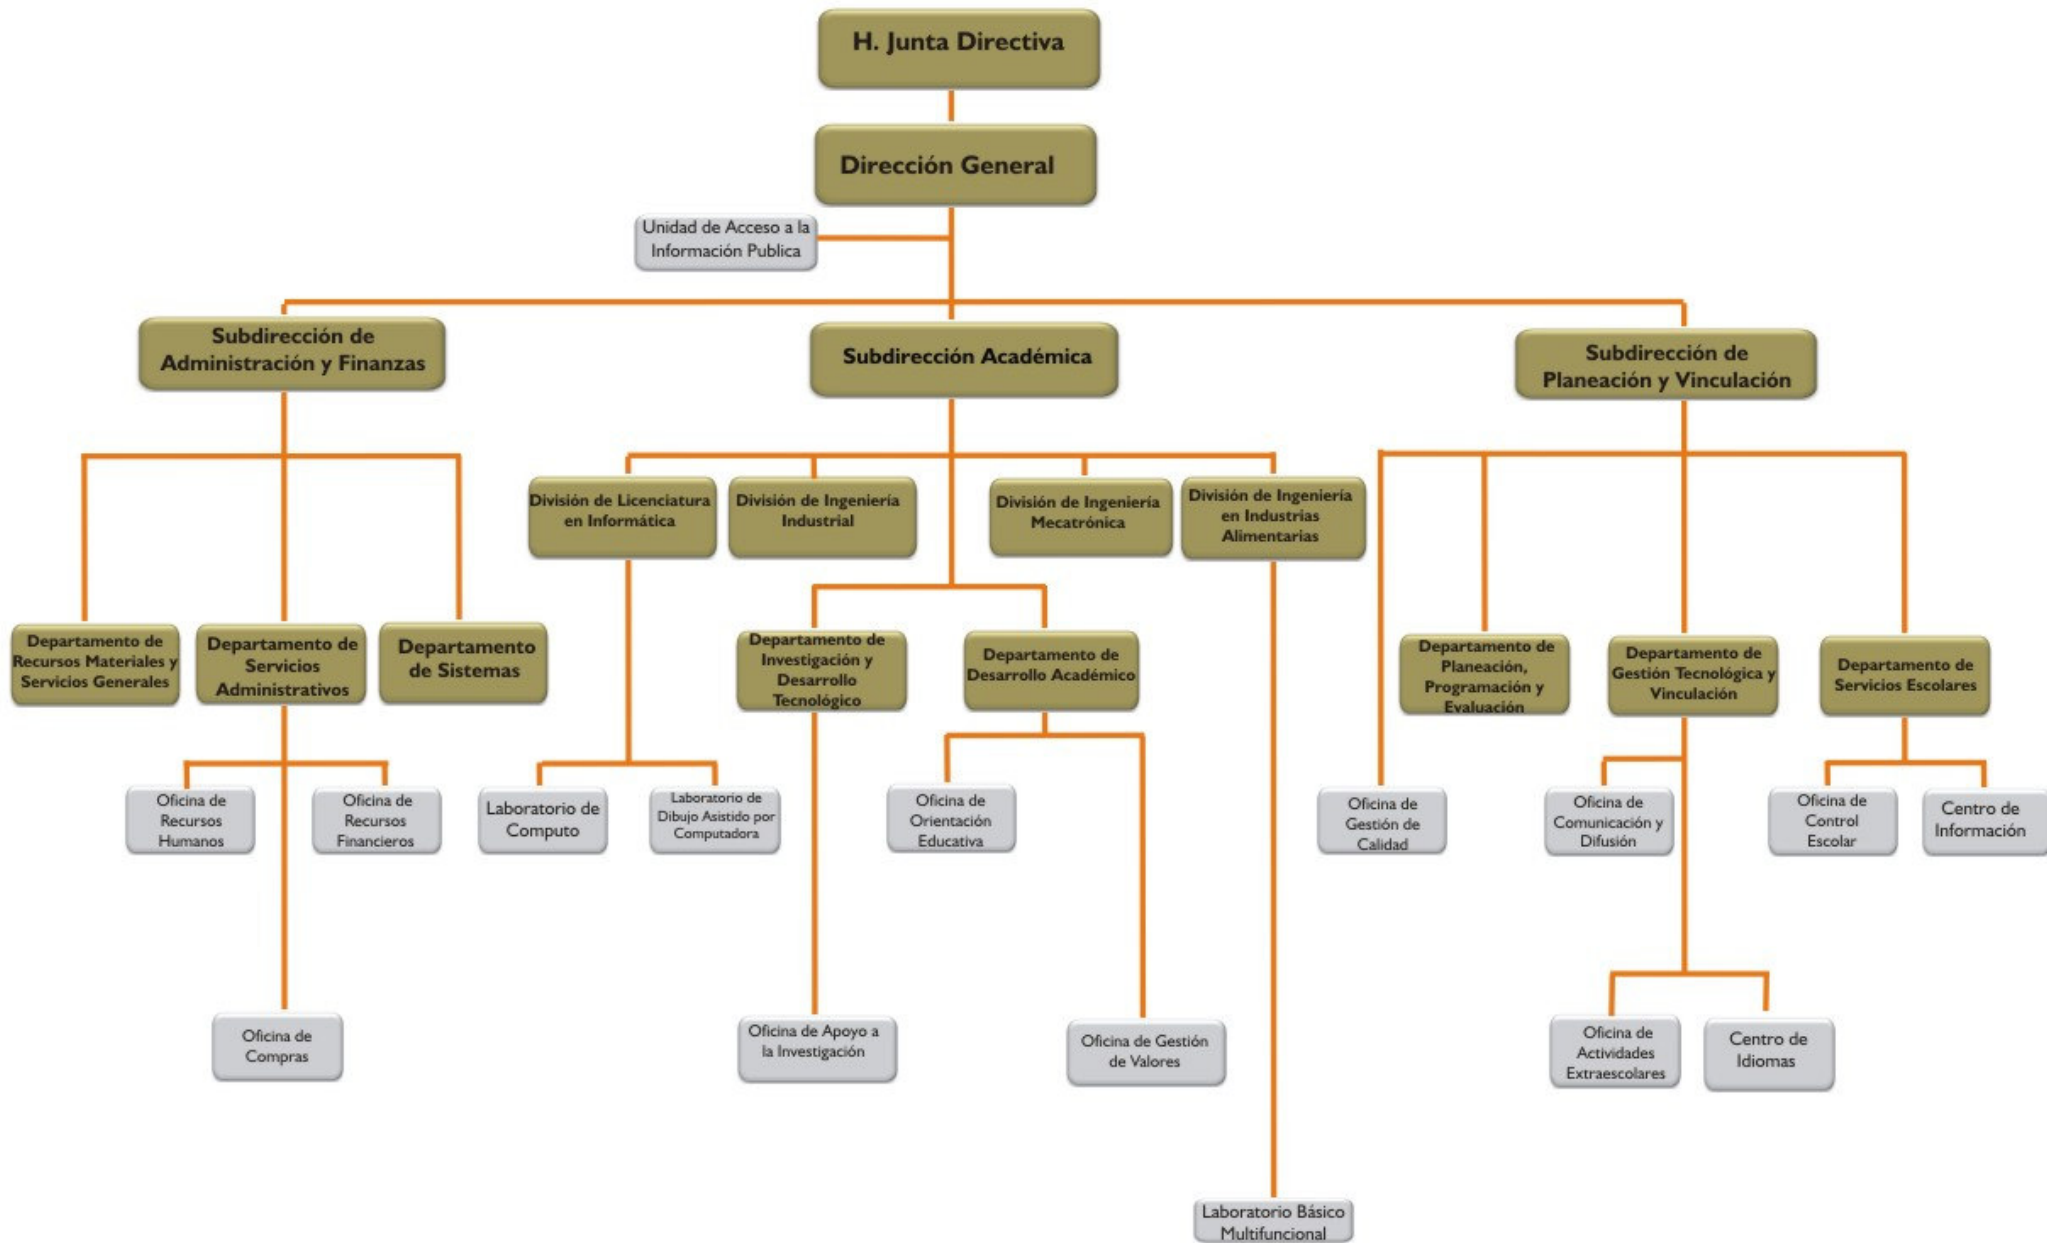 H. Junta Directiva
Dirección General
Unidad de Acceso a la
Información Publica
Subdirección de
Administración y Finanzas
Subdirección Académica
Subdirección de
Planeación y Vinculación
División de Licenciatura
en Informática
División de Ingeniería
Industrial
División de Ingeniería
Mecatrónica
División de Ingeniería
en Industrias
Alimentarias
Departamento de
Recursos Materiales y
Servicios Generales
Departamento de
Servicios
Administrativos
Departamento
de Sistemas
Departamento de
Investigación y
Desarrollo
Tecnológico
Departamento de
Desarrollo Académico
Departamento de
Planeación,
Programación y
Evaluación
Departamento de
Gestión Tecnológica y
Vinculación
Departamento de
Servicios Escolares
Oficina de
Recursos
Humanos
Oficina de
Recursos
Financieros
Laboratorio de
Computo
Laboratorio de
Dibujo Asistido por
Computadora
Oficina de
Orientación
Educativa
Oficina de
Gestión de
Calidad
Oficina de
Comunicación y
Difusión
Oficina de
Control
Escolar
Centro de
Información
Oficina de
Compras
Oficina de Apoyo a
la Investigación
Oficina de Gestión
de Valores
Oficina de
Actividades
Extraescolares
Centro de
Idiomas
Laboratorio Básico
Multifuncional